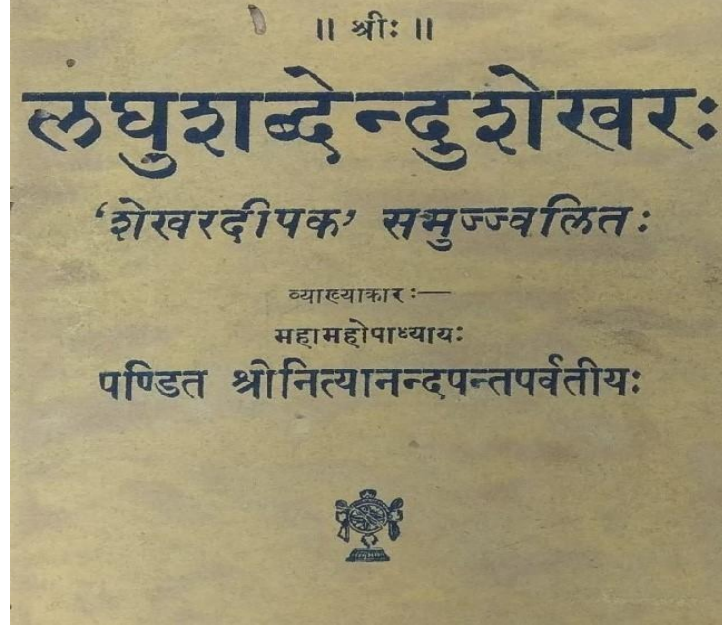 ॥ श्रीः ॥
लघुशब्देन्दुशेखरः
‘शेखरदीपक’ समुज्ज्वलितः
व्याख्याकारः—
महामहोपाध्यायः
पण्डित श्रीनित्यानन्दपन्तपर्वतीयः